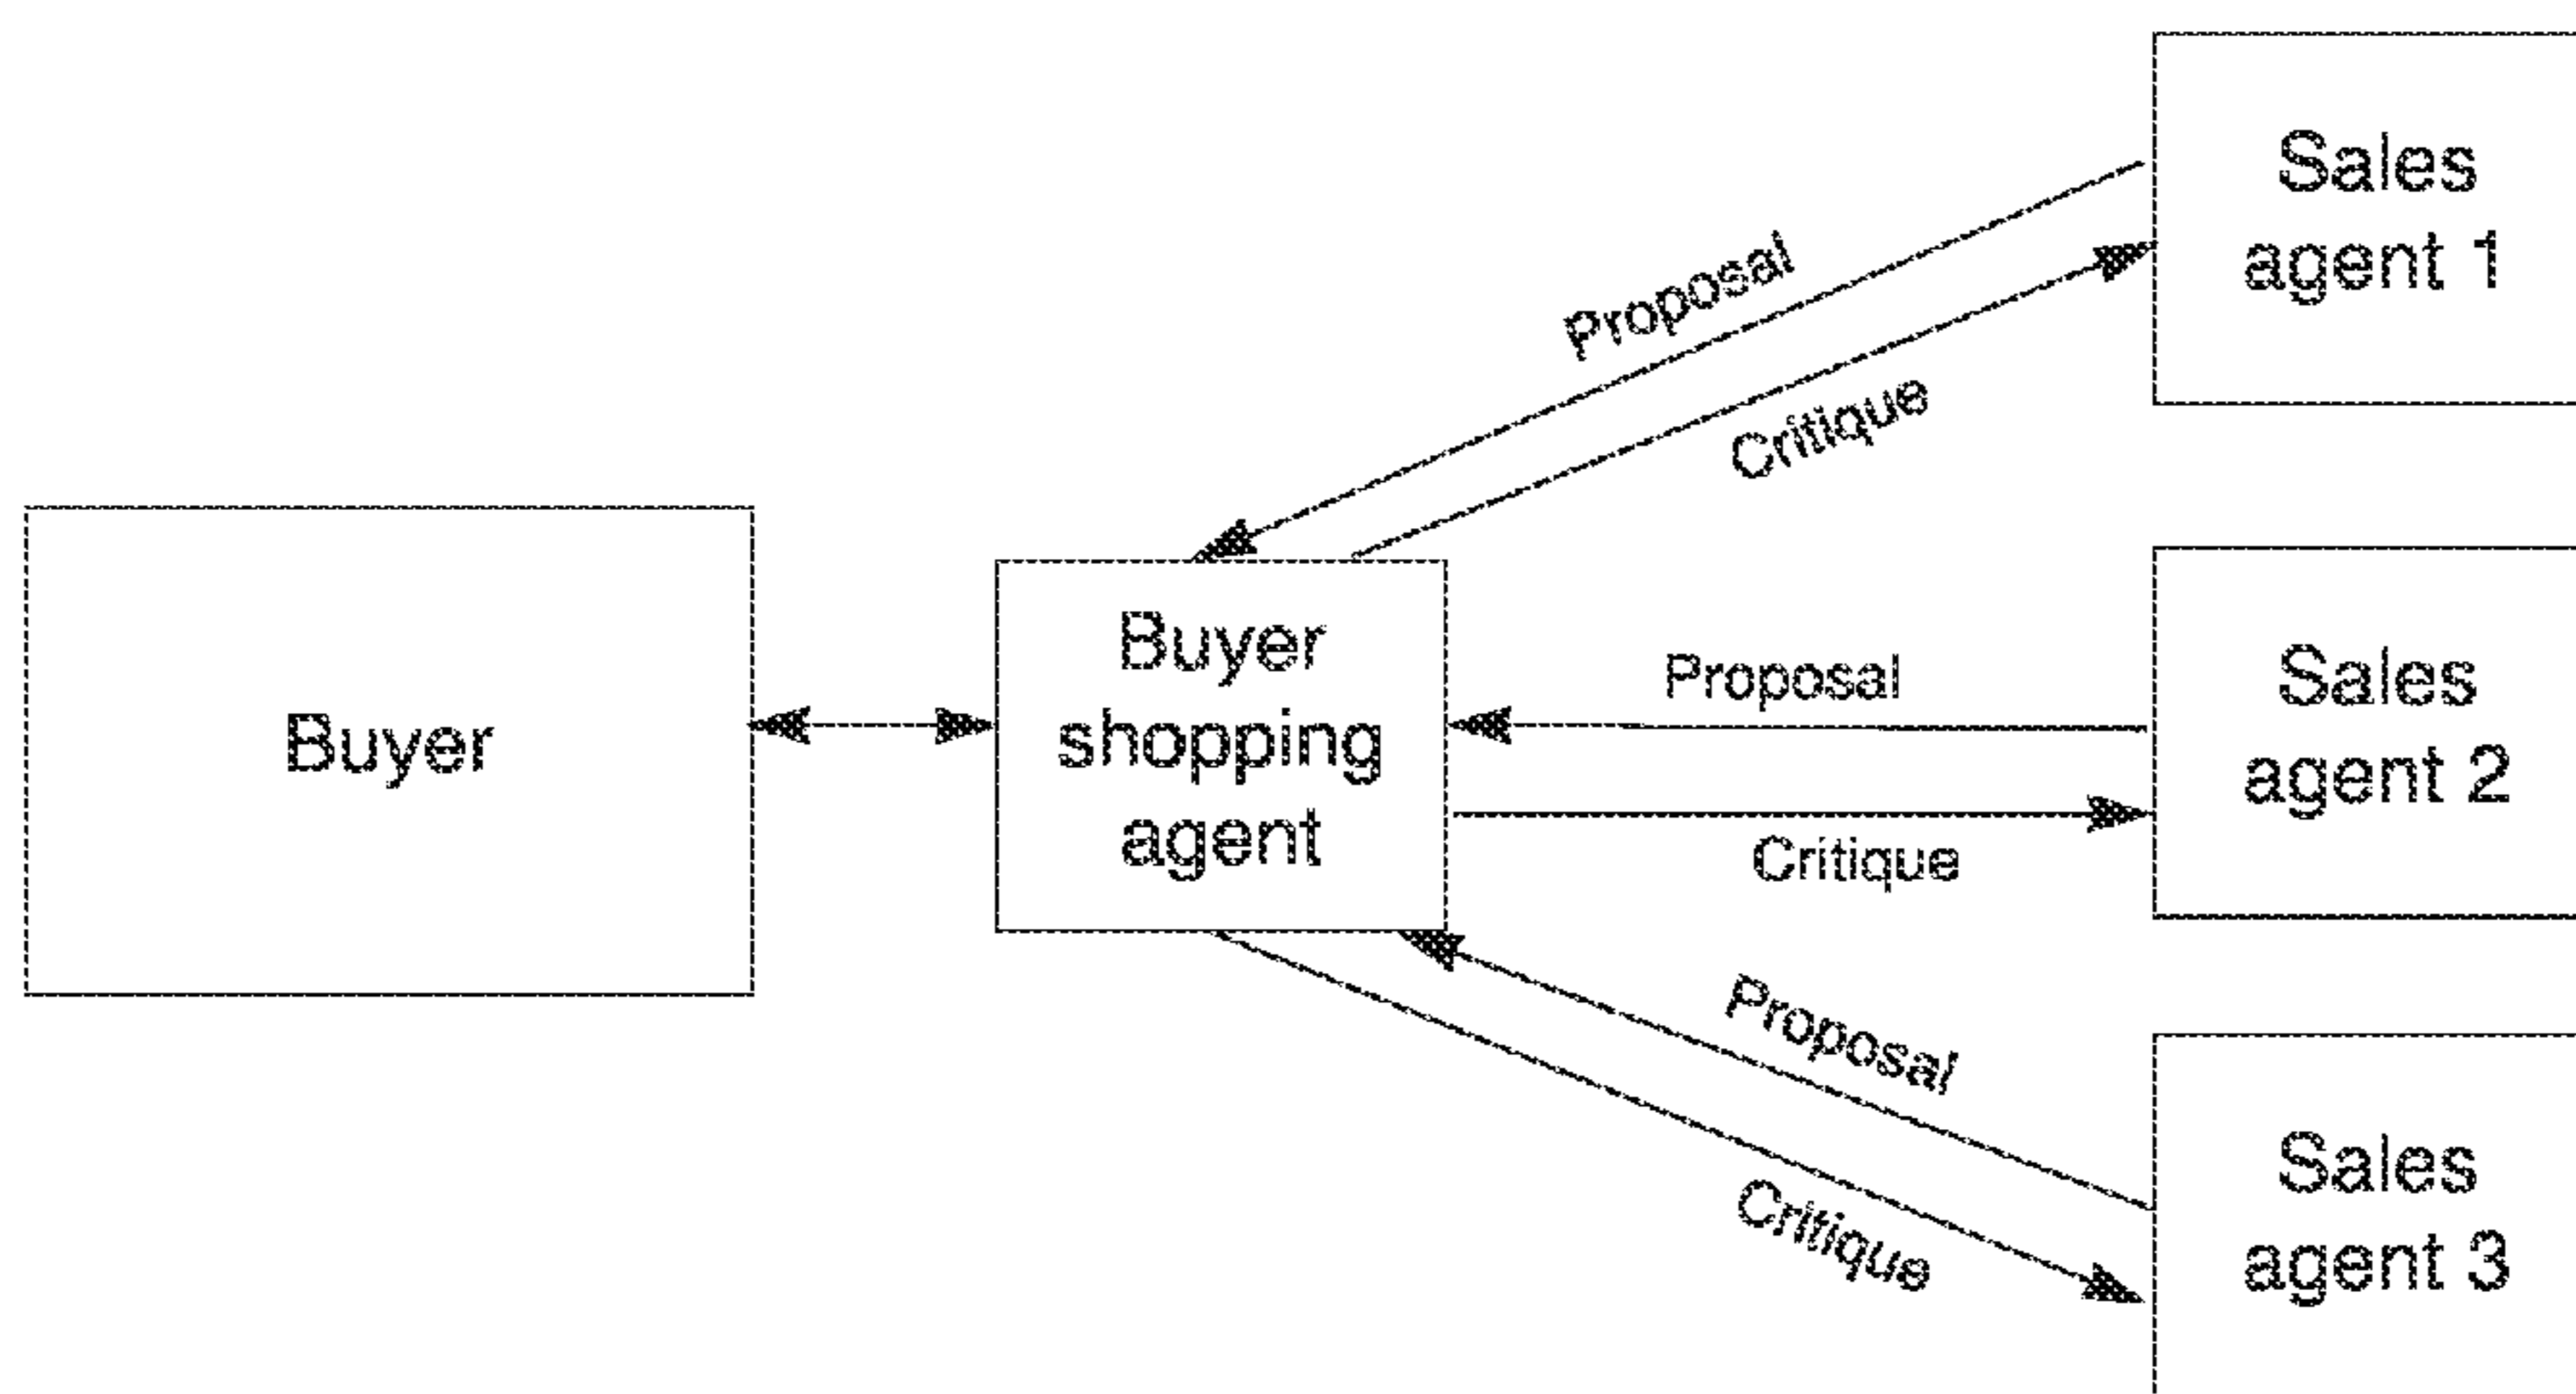 Sales
agent 1
Proposal
Critique
Buyer
Buyer
shopping
agent
Proposal
Critique
Sales
agent 2
Proposal
Critique
Sales
agent 3